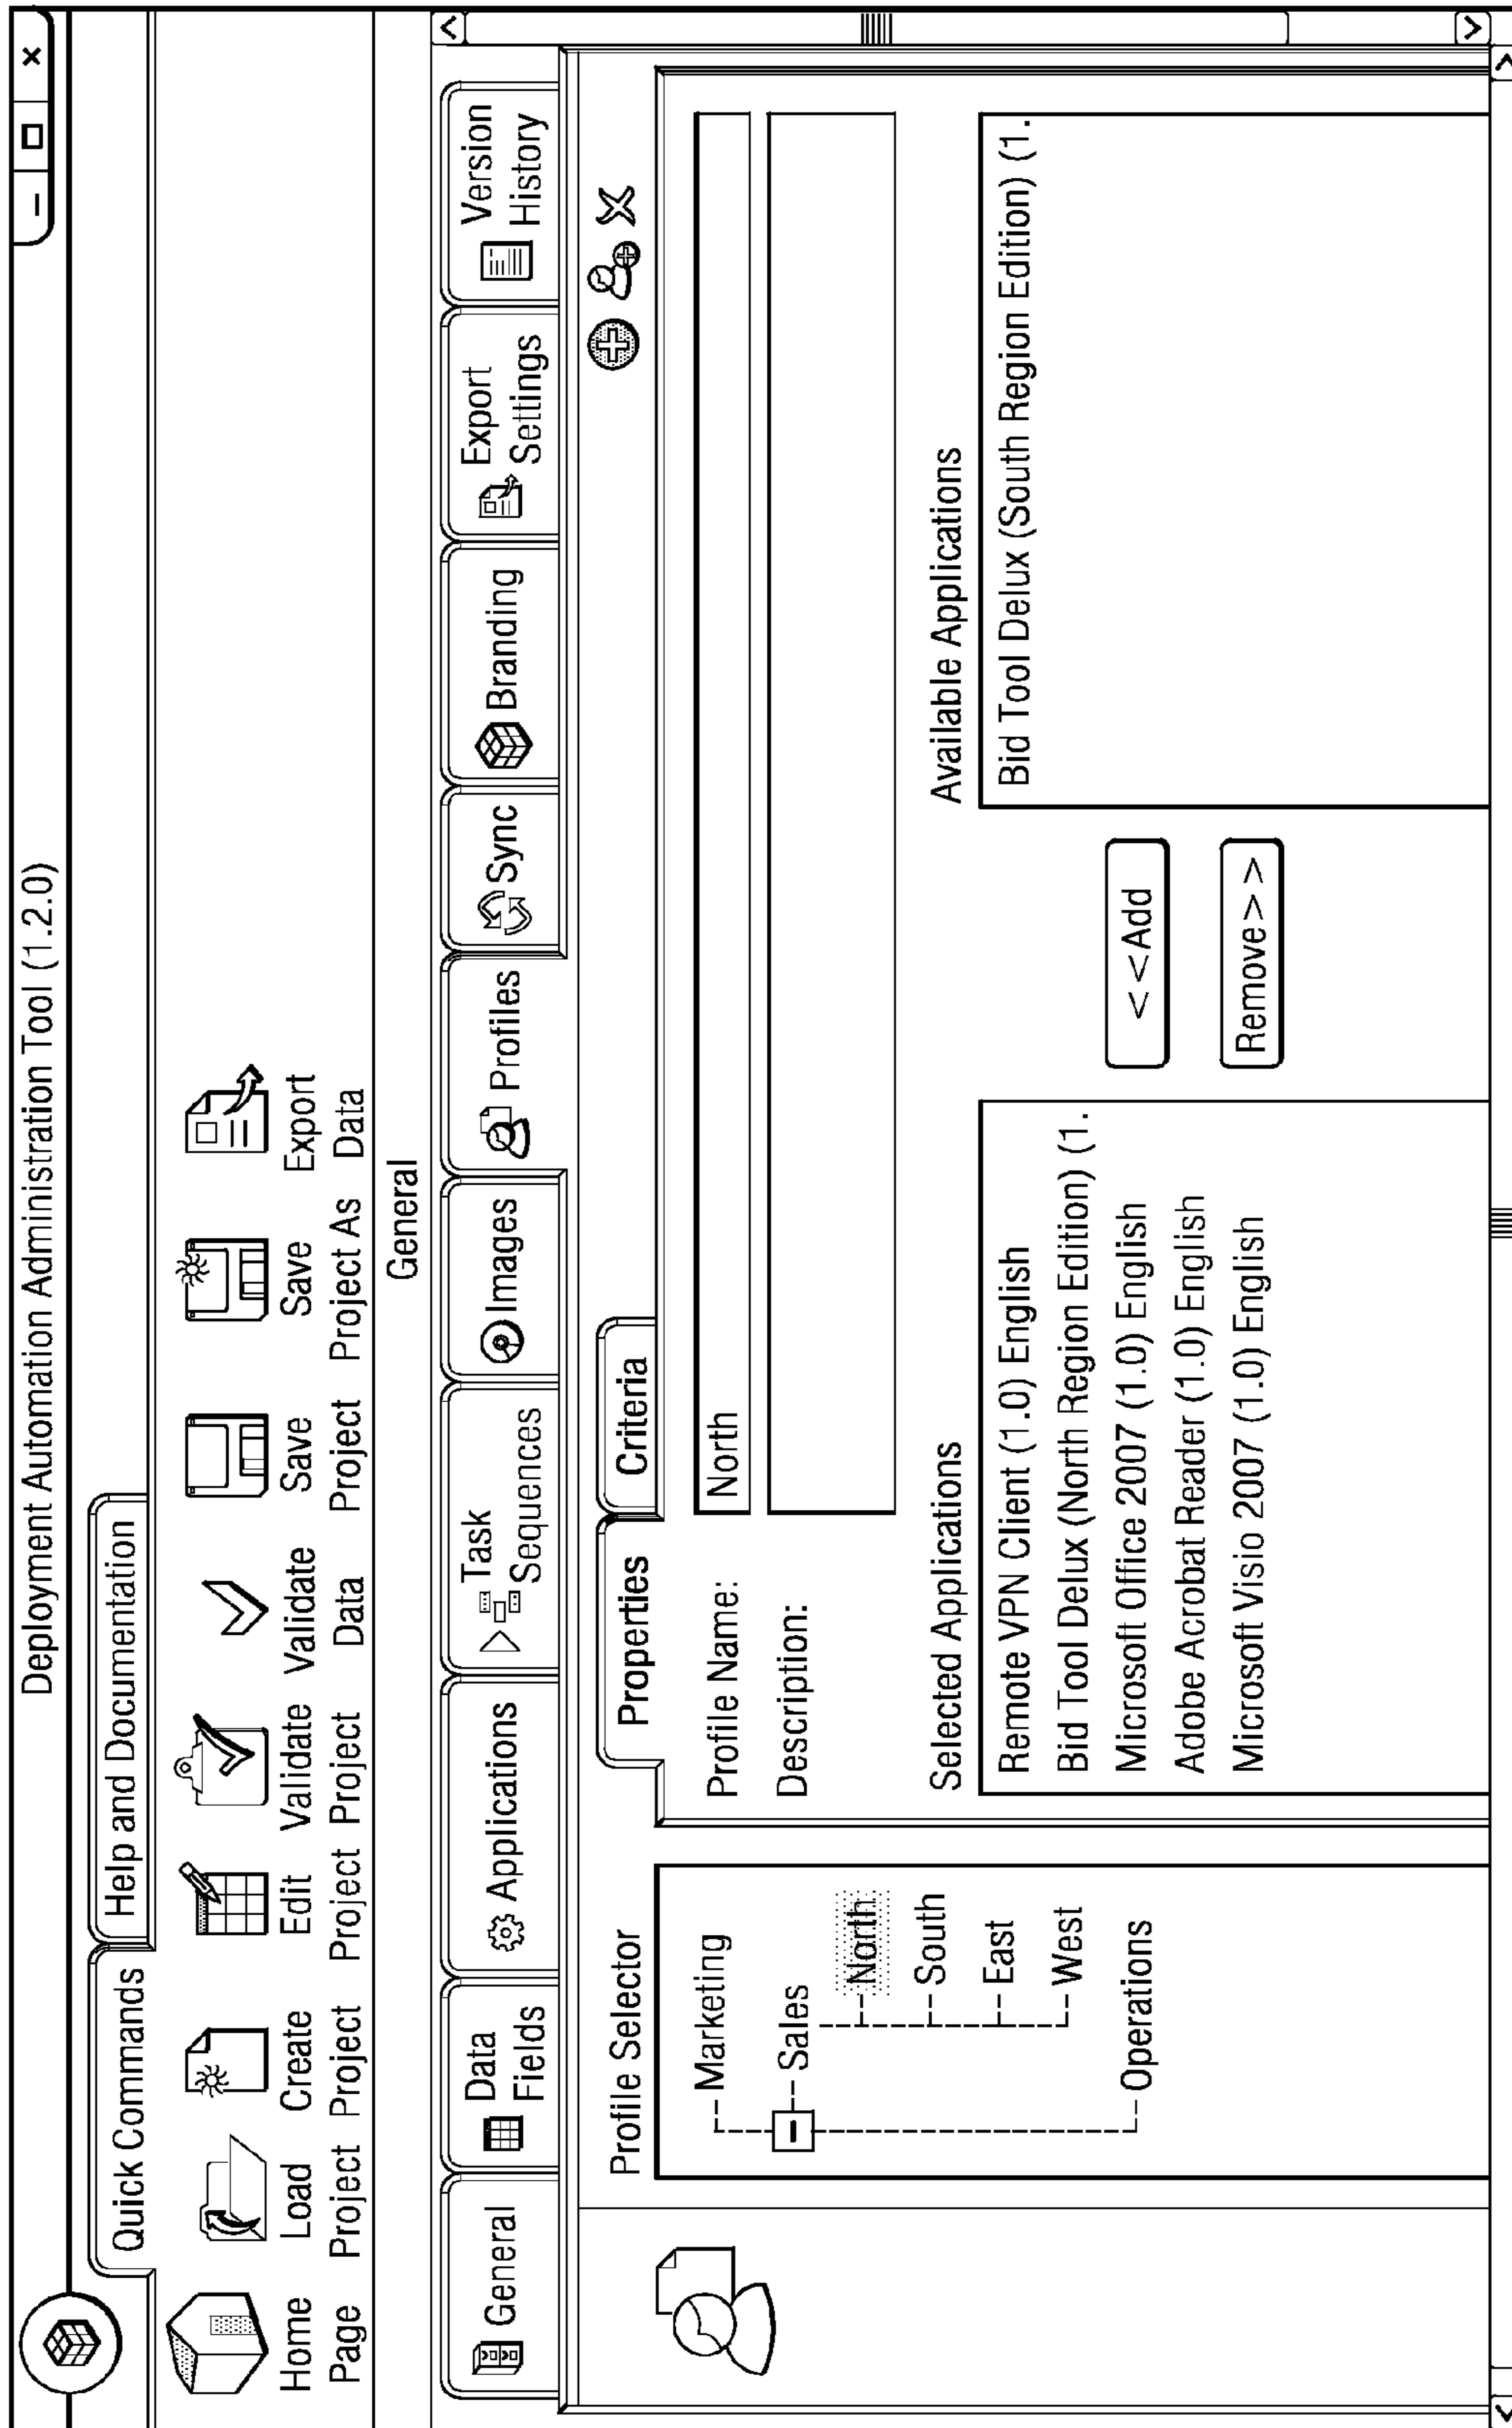 Deployment Automation Administration Tool (1.2.0)
Quick Commands
Help and Documentation
Home Page
Load Project
Create Project
Edit Project
Validate Project
Validate Data
Save Project
Save Project As
Export Data
General
General
Data Fields
Applications
Task Sequences
Images
Profiles
Sync
Branding
Export Settings
Version History
Profile Selector
Marketing
Sales
North
South
East
West
Operations
Properties
Criteria
Profile Name:
North
Description:
Selected Applications
Remote VPN Client (1.0) English
Bid Tool Delux (North Region Edition) (1.
Microsoft Office 2007 (1.0) English
Adobe Acrobat Reader (1.0) English
Microsoft Visio 2007 (1.0) English
<<Add
Remove>>
Available Applications
Bid Tool Delux (South Region Edition) (1.